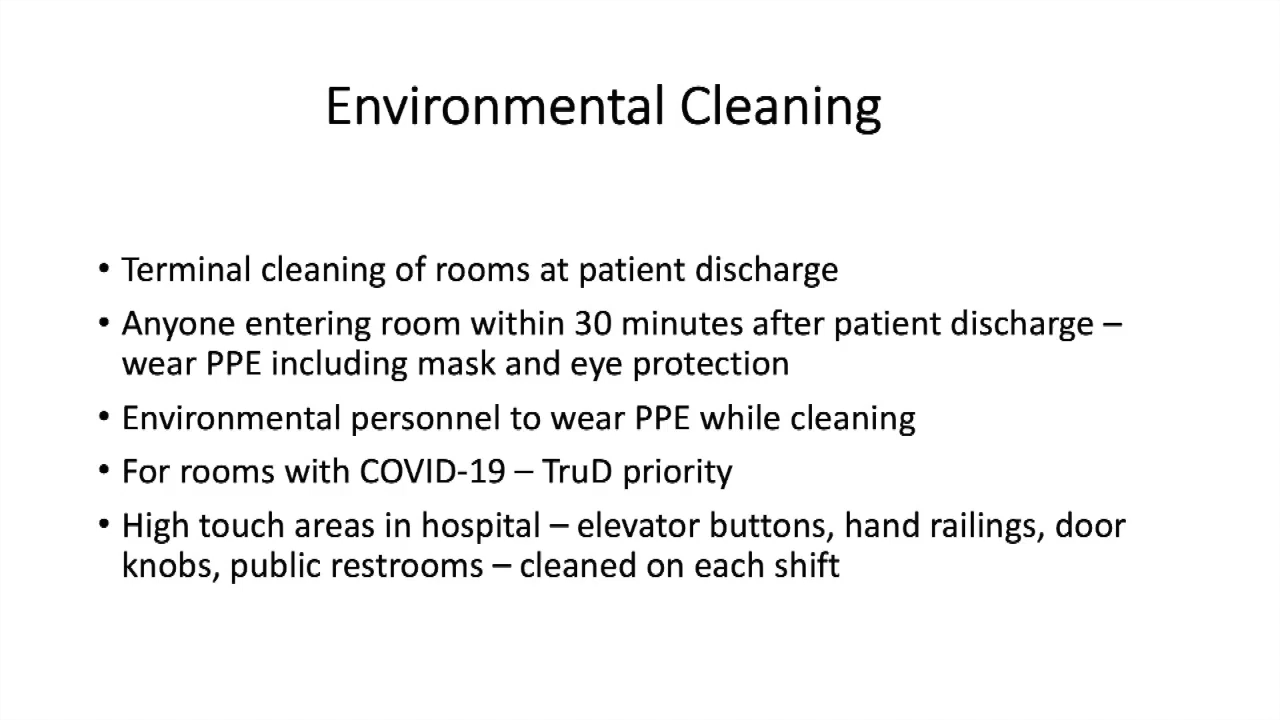 Environmental Cleaning
• Terminal cleaning of rooms at patient discharge
• Anyone entering room within 30 minutes after patient discharge –
wear PPE including mask and eye protection
• Environmental personnel to wear PPE while cleaning
• For rooms with COVID-19 – TruD priority
• High touch areas in hospital – elevator buttons, hand railings, door
knobs, public restrooms – cleaned on each shift